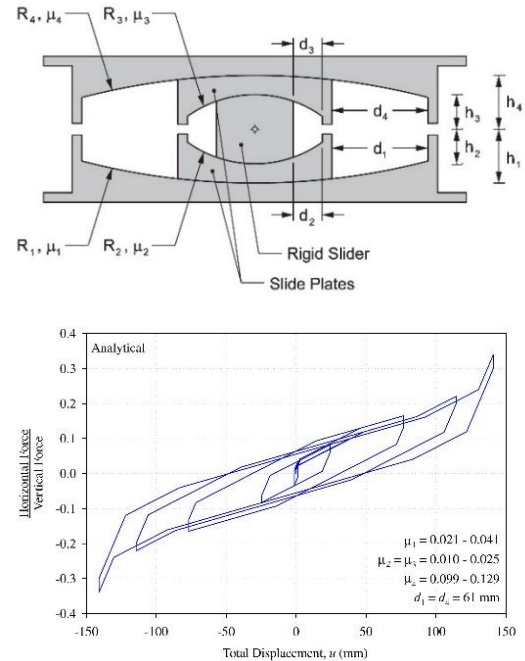 R₄, μ₄
R₃, μ₃
d₃
d₄
h₃
h₄
d₁
h₂
h₁
d₂
R₁, μ₁
R₂, μ₂
Rigid Slider
Slide Plates
Analytical
0.4
0.3
0.2
0.1
0.0
-0.1
-0.2
-0.3
-0.4
Horizontal Force
Vertical Force
μ₁ = 0.021 - 0.041
μ₂ = μ₃ = 0.010 - 0.025
μ₄ = 0.099 - 0.129
d₁ = d₄ = 61 mm
-150 -100 -50 0 50 100 150
Total Displacement, u (mm)